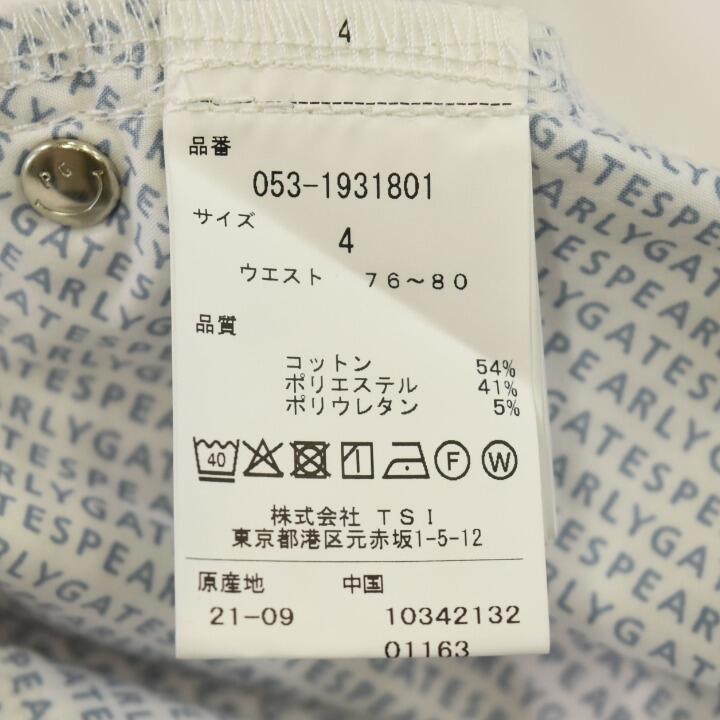 4
品番
053-1931801
サイズ
4
ウエスト 76~80
品質
コットン 54%
ポリエステル 41%
ポリウレタン 5%
40 F W
株式会社 TSI
東京都港区元赤坂1-5-12
原産地 中国
21-09 10342132
01163
PG
PEARLYGATES